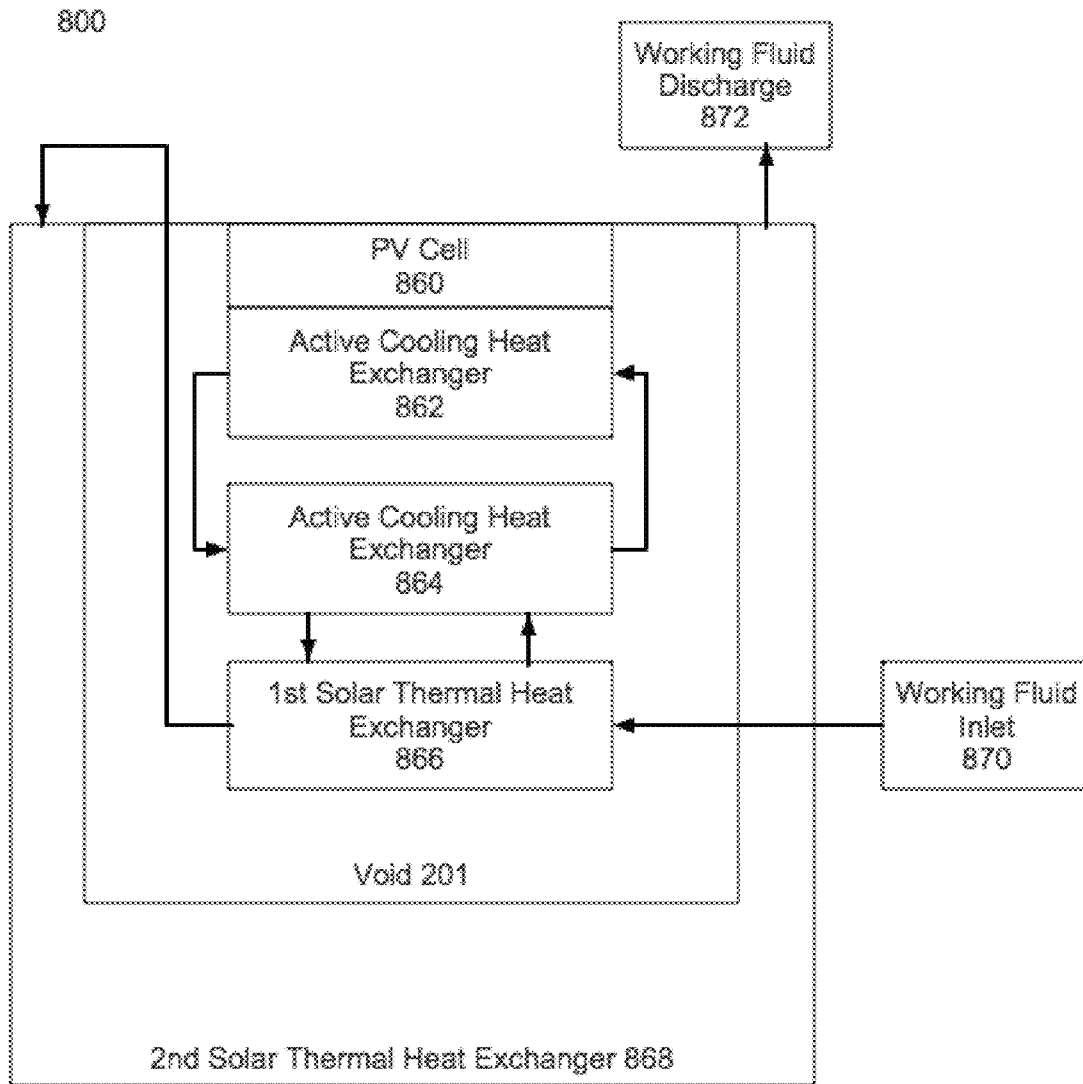 800
Working Fluid
Discharge
872
PV Cell
860
Active Cooling Heat
Exchanger
862
Active Cooling Heat
Exchanger
864
1st Solar Thermal Heat
Exchanger
866
Working Fluid
Inlet
870
Void 201
2nd Solar Thermal Heat Exchanger 868